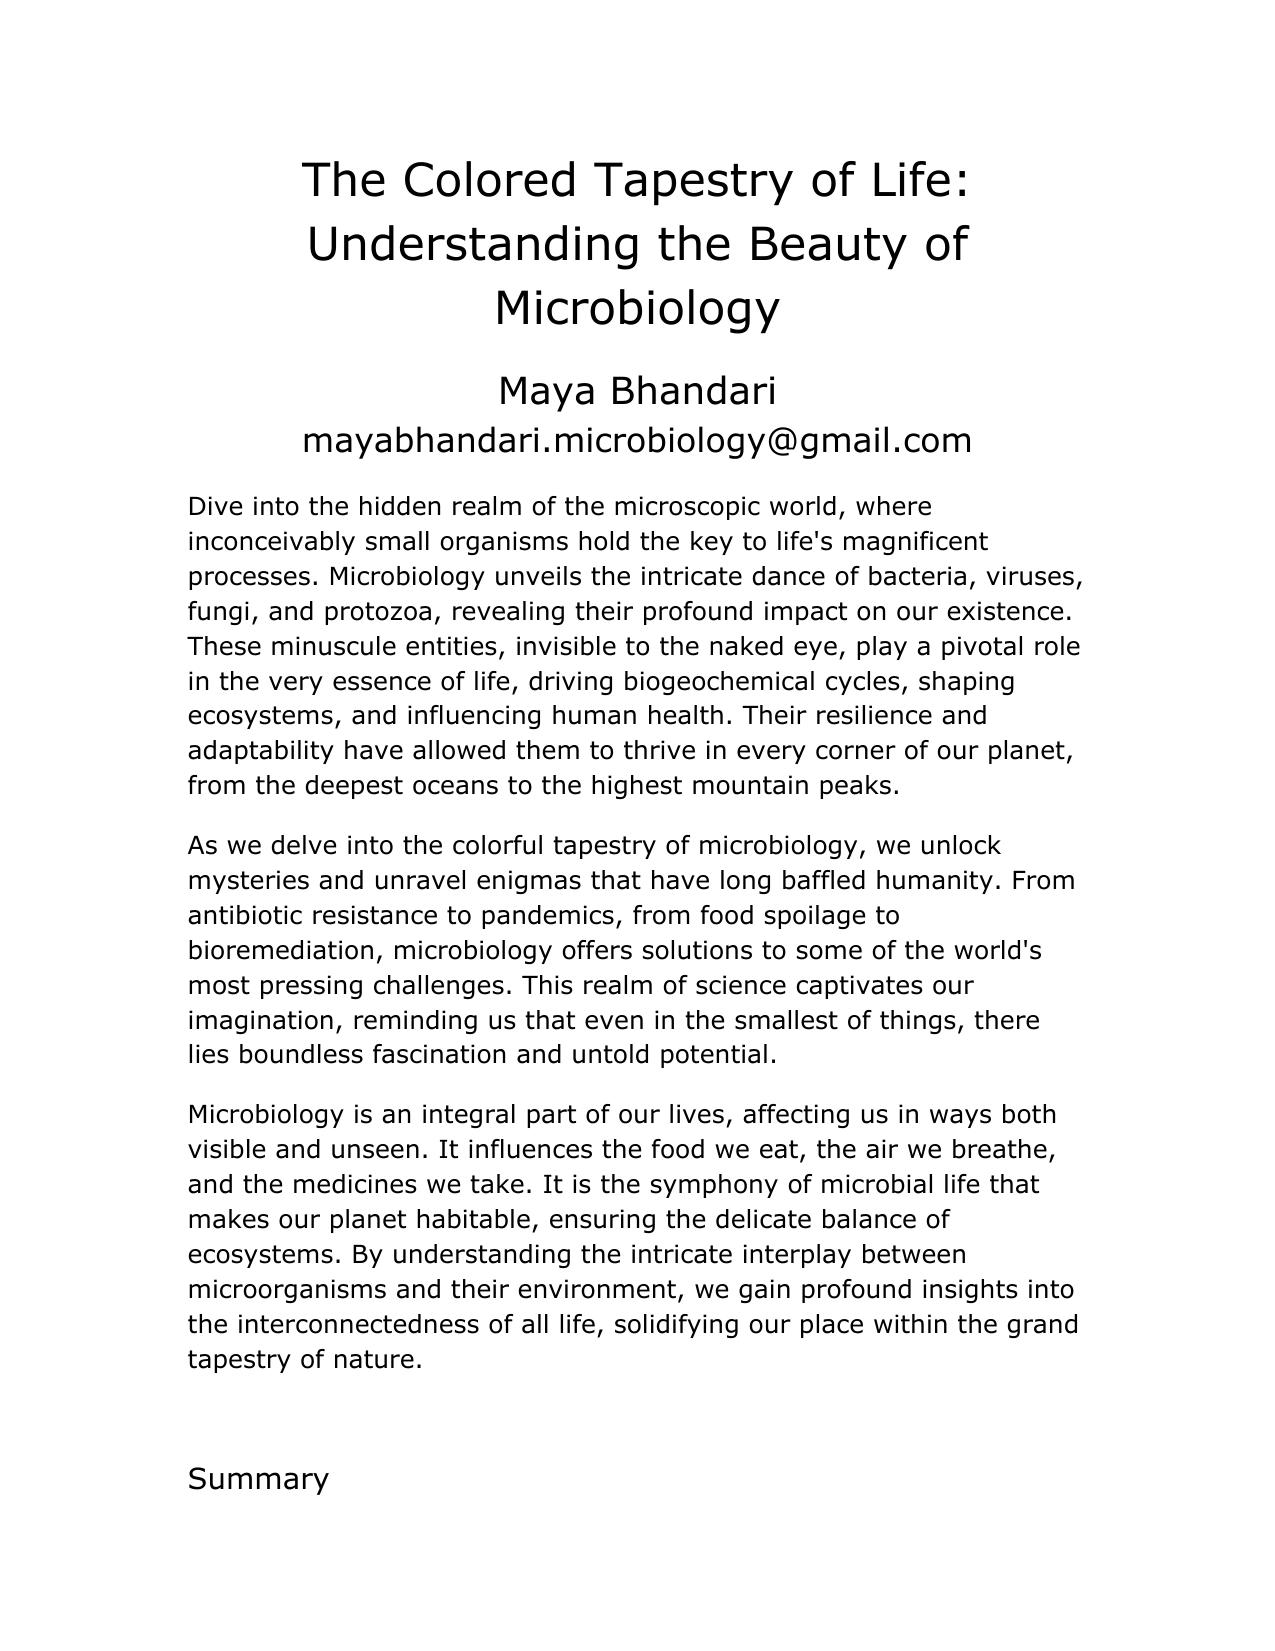 The Colored Tapestry of Life:
Understanding the Beauty of
Microbiology
Maya Bhandari
mayabhandari.microbiology@gmail.com
Dive into the hidden realm of the microscopic world, where
inconceivably small organisms hold the key to life's magnificent
processes. Microbiology unveils the intricate dance of bacteria, viruses,
fungi, and protozoa, revealing their profound impact on our existence.
These minuscule entities, invisible to the naked eye, play a pivotal role
in the very essence of life, driving biogeochemical cycles, shaping
ecosystems, and influencing human health. Their resilience and
adaptability have allowed them to thrive in every corner of our planet,
from the deepest oceans to the highest mountain peaks.
As we delve into the colorful tapestry of microbiology, we unlock
mysteries and unravel enigmas that have long baffled humanity. From
antibiotic resistance to pandemics, from food spoilage to
bioremediation, microbiology offers solutions to some of the world's
most pressing challenges. This realm of science captivates our
imagination, reminding us that even in the smallest of things, there
lies boundless fascination and untold potential.
Microbiology is an integral part of our lives, affecting us in ways both
visible and unseen. It influences the food we eat, the air we breathe,
and the medicines we take. It is the symphony of microbial life that
makes our planet habitable, ensuring the delicate balance of
ecosystems. By understanding the intricate interplay between
microorganisms and their environment, we gain profound insights into
the interconnectedness of all life, solidifying our place within the grand
tapestry of nature.
Summary